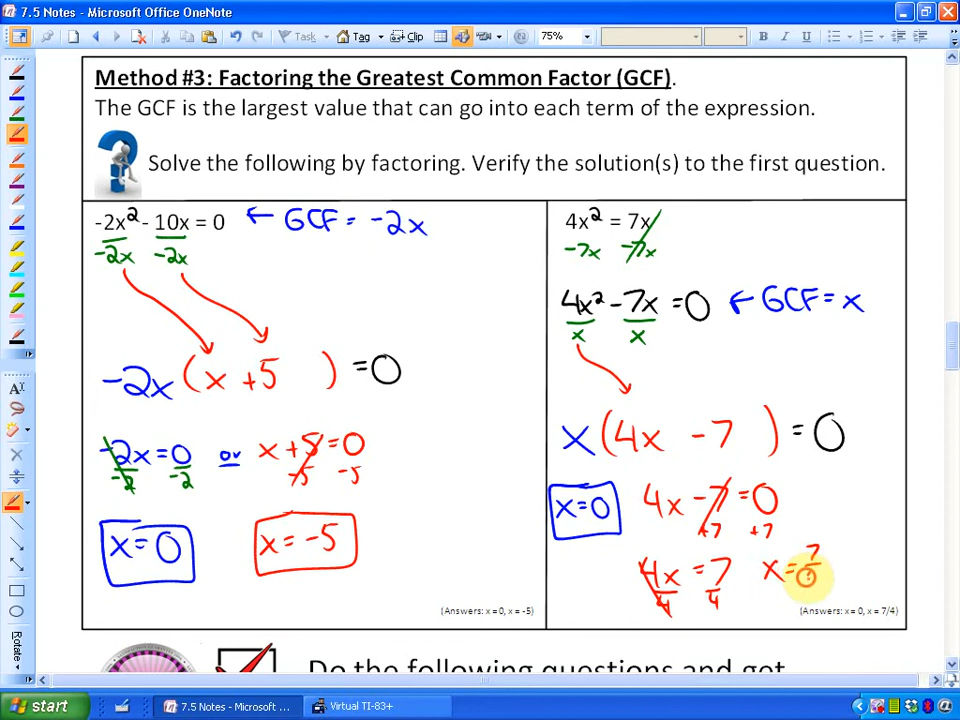 7.5 Notes - Microsoft Office OneNote
Task Tag Clip 75% B I U
Method #3: Factoring the Greatest Common Factor (GCF).
The GCF is the largest value that can go into each term of the expression.
Solve the following by factoring. Verify the solution(s) to the first question.
-2x² - 10x = 0 ← GCF = -2x
-2x -2x
-2x ( x +5 ) =0
-2x = 0 or x + 5 = 0
-2 -2 -5 -5
x = 0 x = -5
(Answers: x = 0, x = -5)
4x² = 7x
-7x -7x
4x² - 7x = 0 ← GCF = x
x x
x (4x - 7 ) = 0
x=0 4x - 7 = 0
+7 +7
4x = 7 x = 7
4 4
(Answers: x = 0, x = 7/4)
Do the following questions and get
Rotate
start 7.5 Notes - Microsoft ... Virtual TI-83+